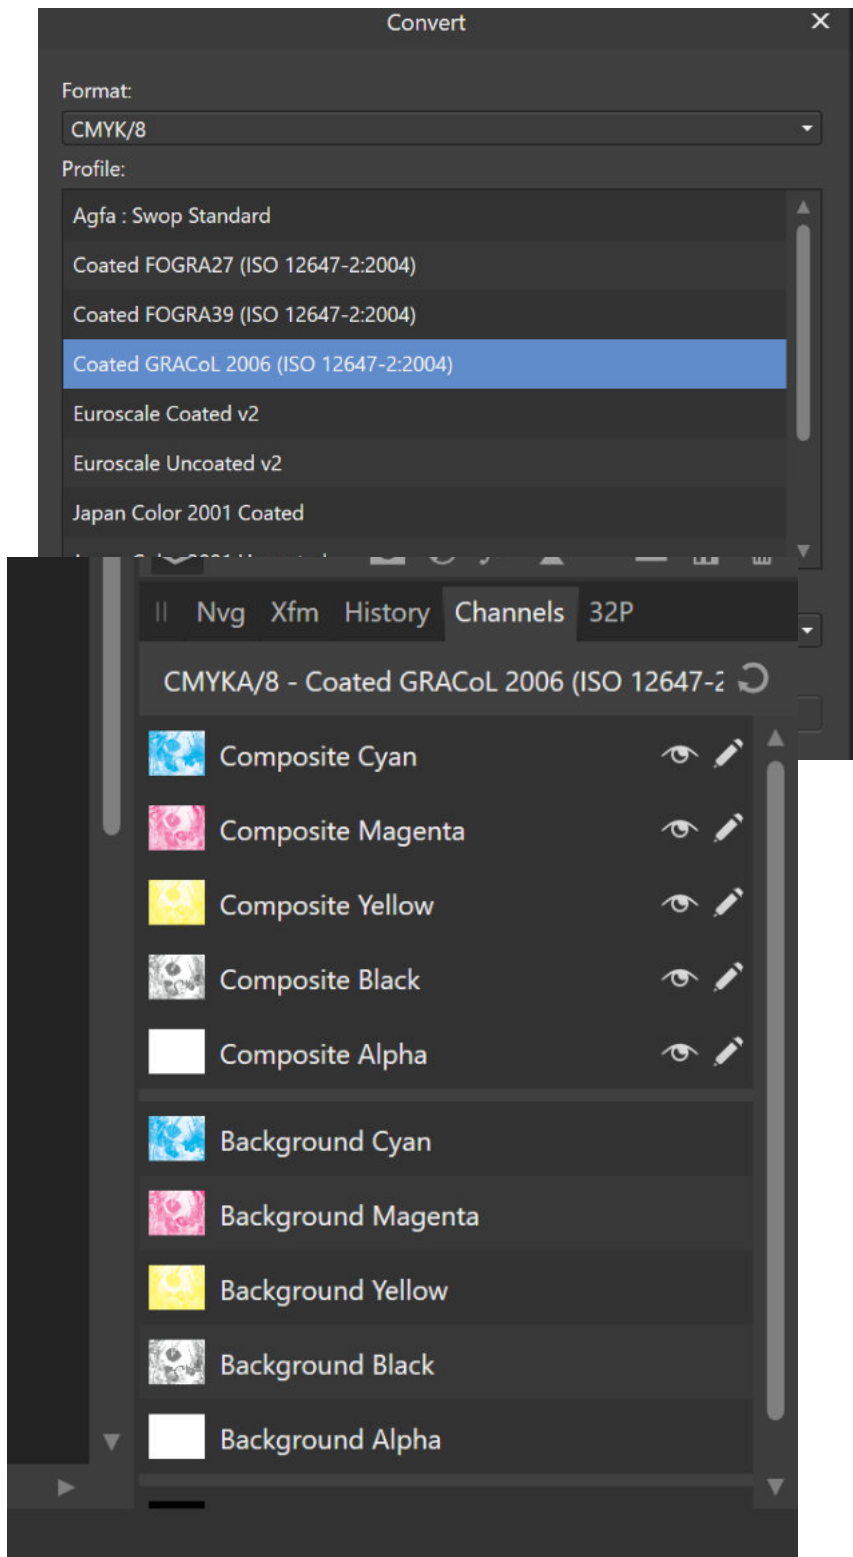 Convert
Format:
CMYK/8
Profile:
Agfa : Swop Standard
Coated FOGRA27 (ISO 12647-2:2004)
Coated FOGRA39 (ISO 12647-2:2004)
Coated GRACoL 2006 (ISO 12647-2:2004)
Euroscale Coated v2
Euroscale Uncoated v2
Japan Color 2001 Coated
Nvg Xfm History Channels 32P
CMYKA/8 - Coated GRACoL 2006 (ISO 12647-2
Composite Cyan
Composite Magenta
Composite Yellow
Composite Black
Composite Alpha
Background Cyan
Background Magenta
Background Yellow
Background Black
Background Alpha